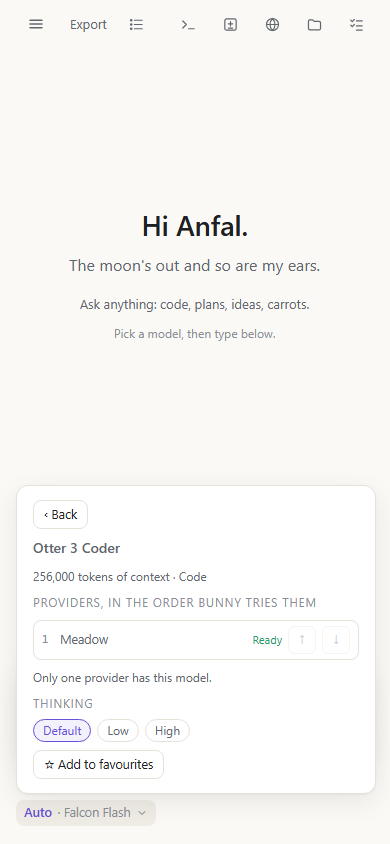 Export
Hi Anfal.
The moon's out and so are my ears.
Ask anything: code, plans, ideas, carrots.
Pick a model, then type below.
‹ Back
Otter 3 Coder
256,000 tokens of context · Code
PROVIDERS, IN THE ORDER BUNNY TRIES THEM
1 Meadow Ready ↑ ↓
Only one provider has this model.
THINKING
Default Low High
☆ Add to favourites
Auto · Falcon Flash